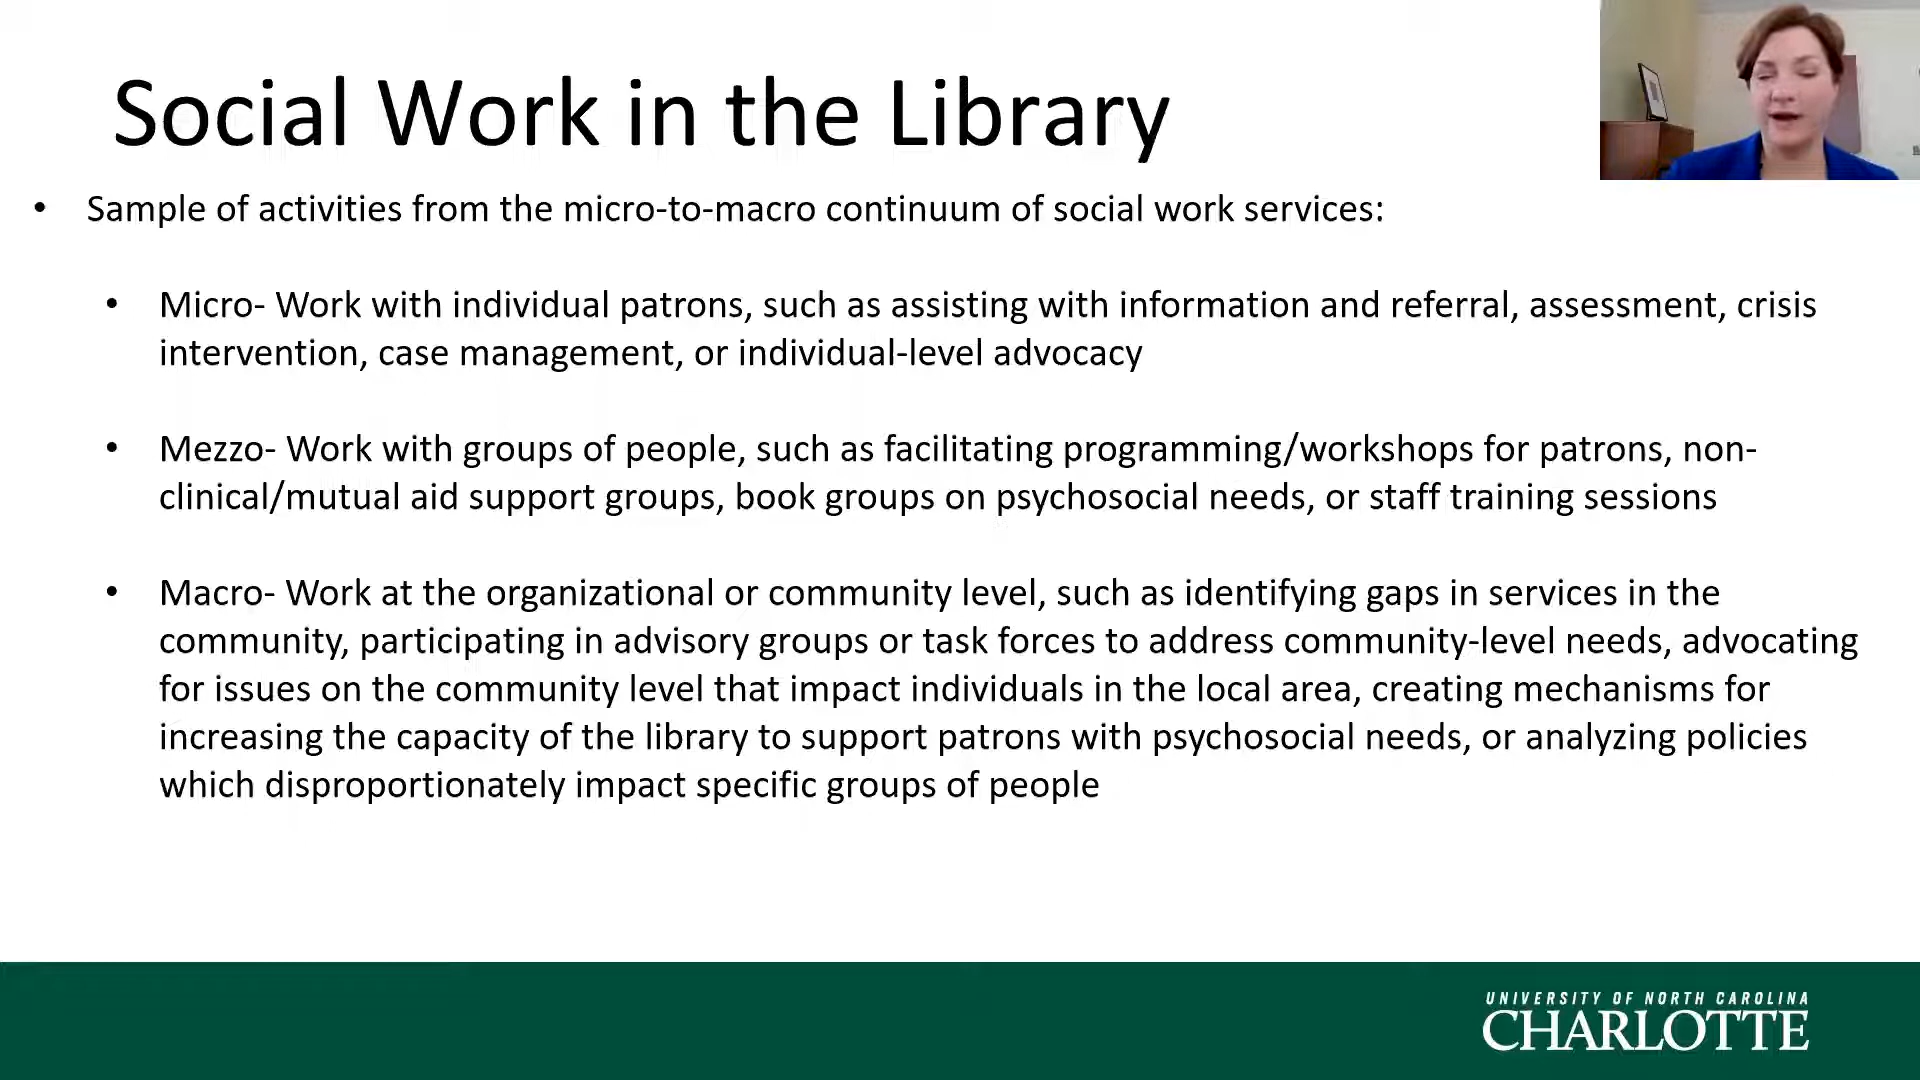 Social Work in the Library
• Sample of activities from the micro-to-macro continuum of social work services:
• Micro- Work with individual patrons, such as assisting with information and referral, assessment, crisis
intervention, case management, or individual-level advocacy
• Mezzo- Work with groups of people, such as facilitating programming/workshops for patrons, non-
clinical/mutual aid support groups, book groups on psychosocial needs, or staff training sessions
• Macro- Work at the organizational or community level, such as identifying gaps in services in the
community, participating in advisory groups or task forces to address community-level needs, advocating
for issues on the community level that impact individuals in the local area, creating mechanisms for
increasing the capacity of the library to support patrons with psychosocial needs, or analyzing policies
which disproportionately impact specific groups of people
UNIVERSITY OF NORTH CAROLINA
CHARLOTTE